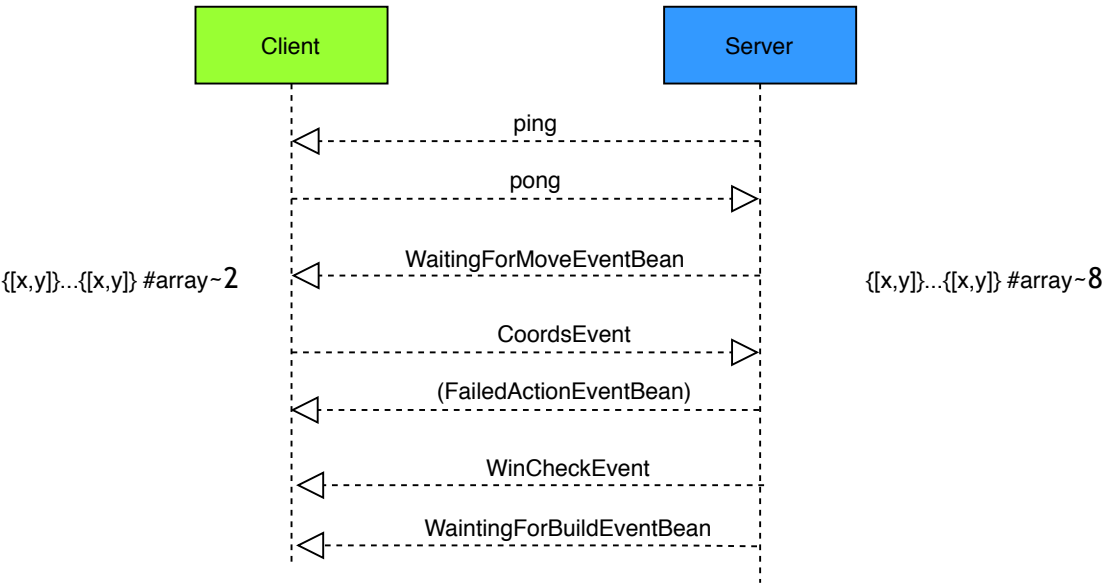 Client
Server
ping
pong
WaitingForMoveEventBean
{[x,y]}...{[x,y]} #array~2
{[x,y]}...{[x,y]} #array~8
CoordsEvent
(FailedActionEventBean)
WinCheckEvent
WaintingForBuildEventBean